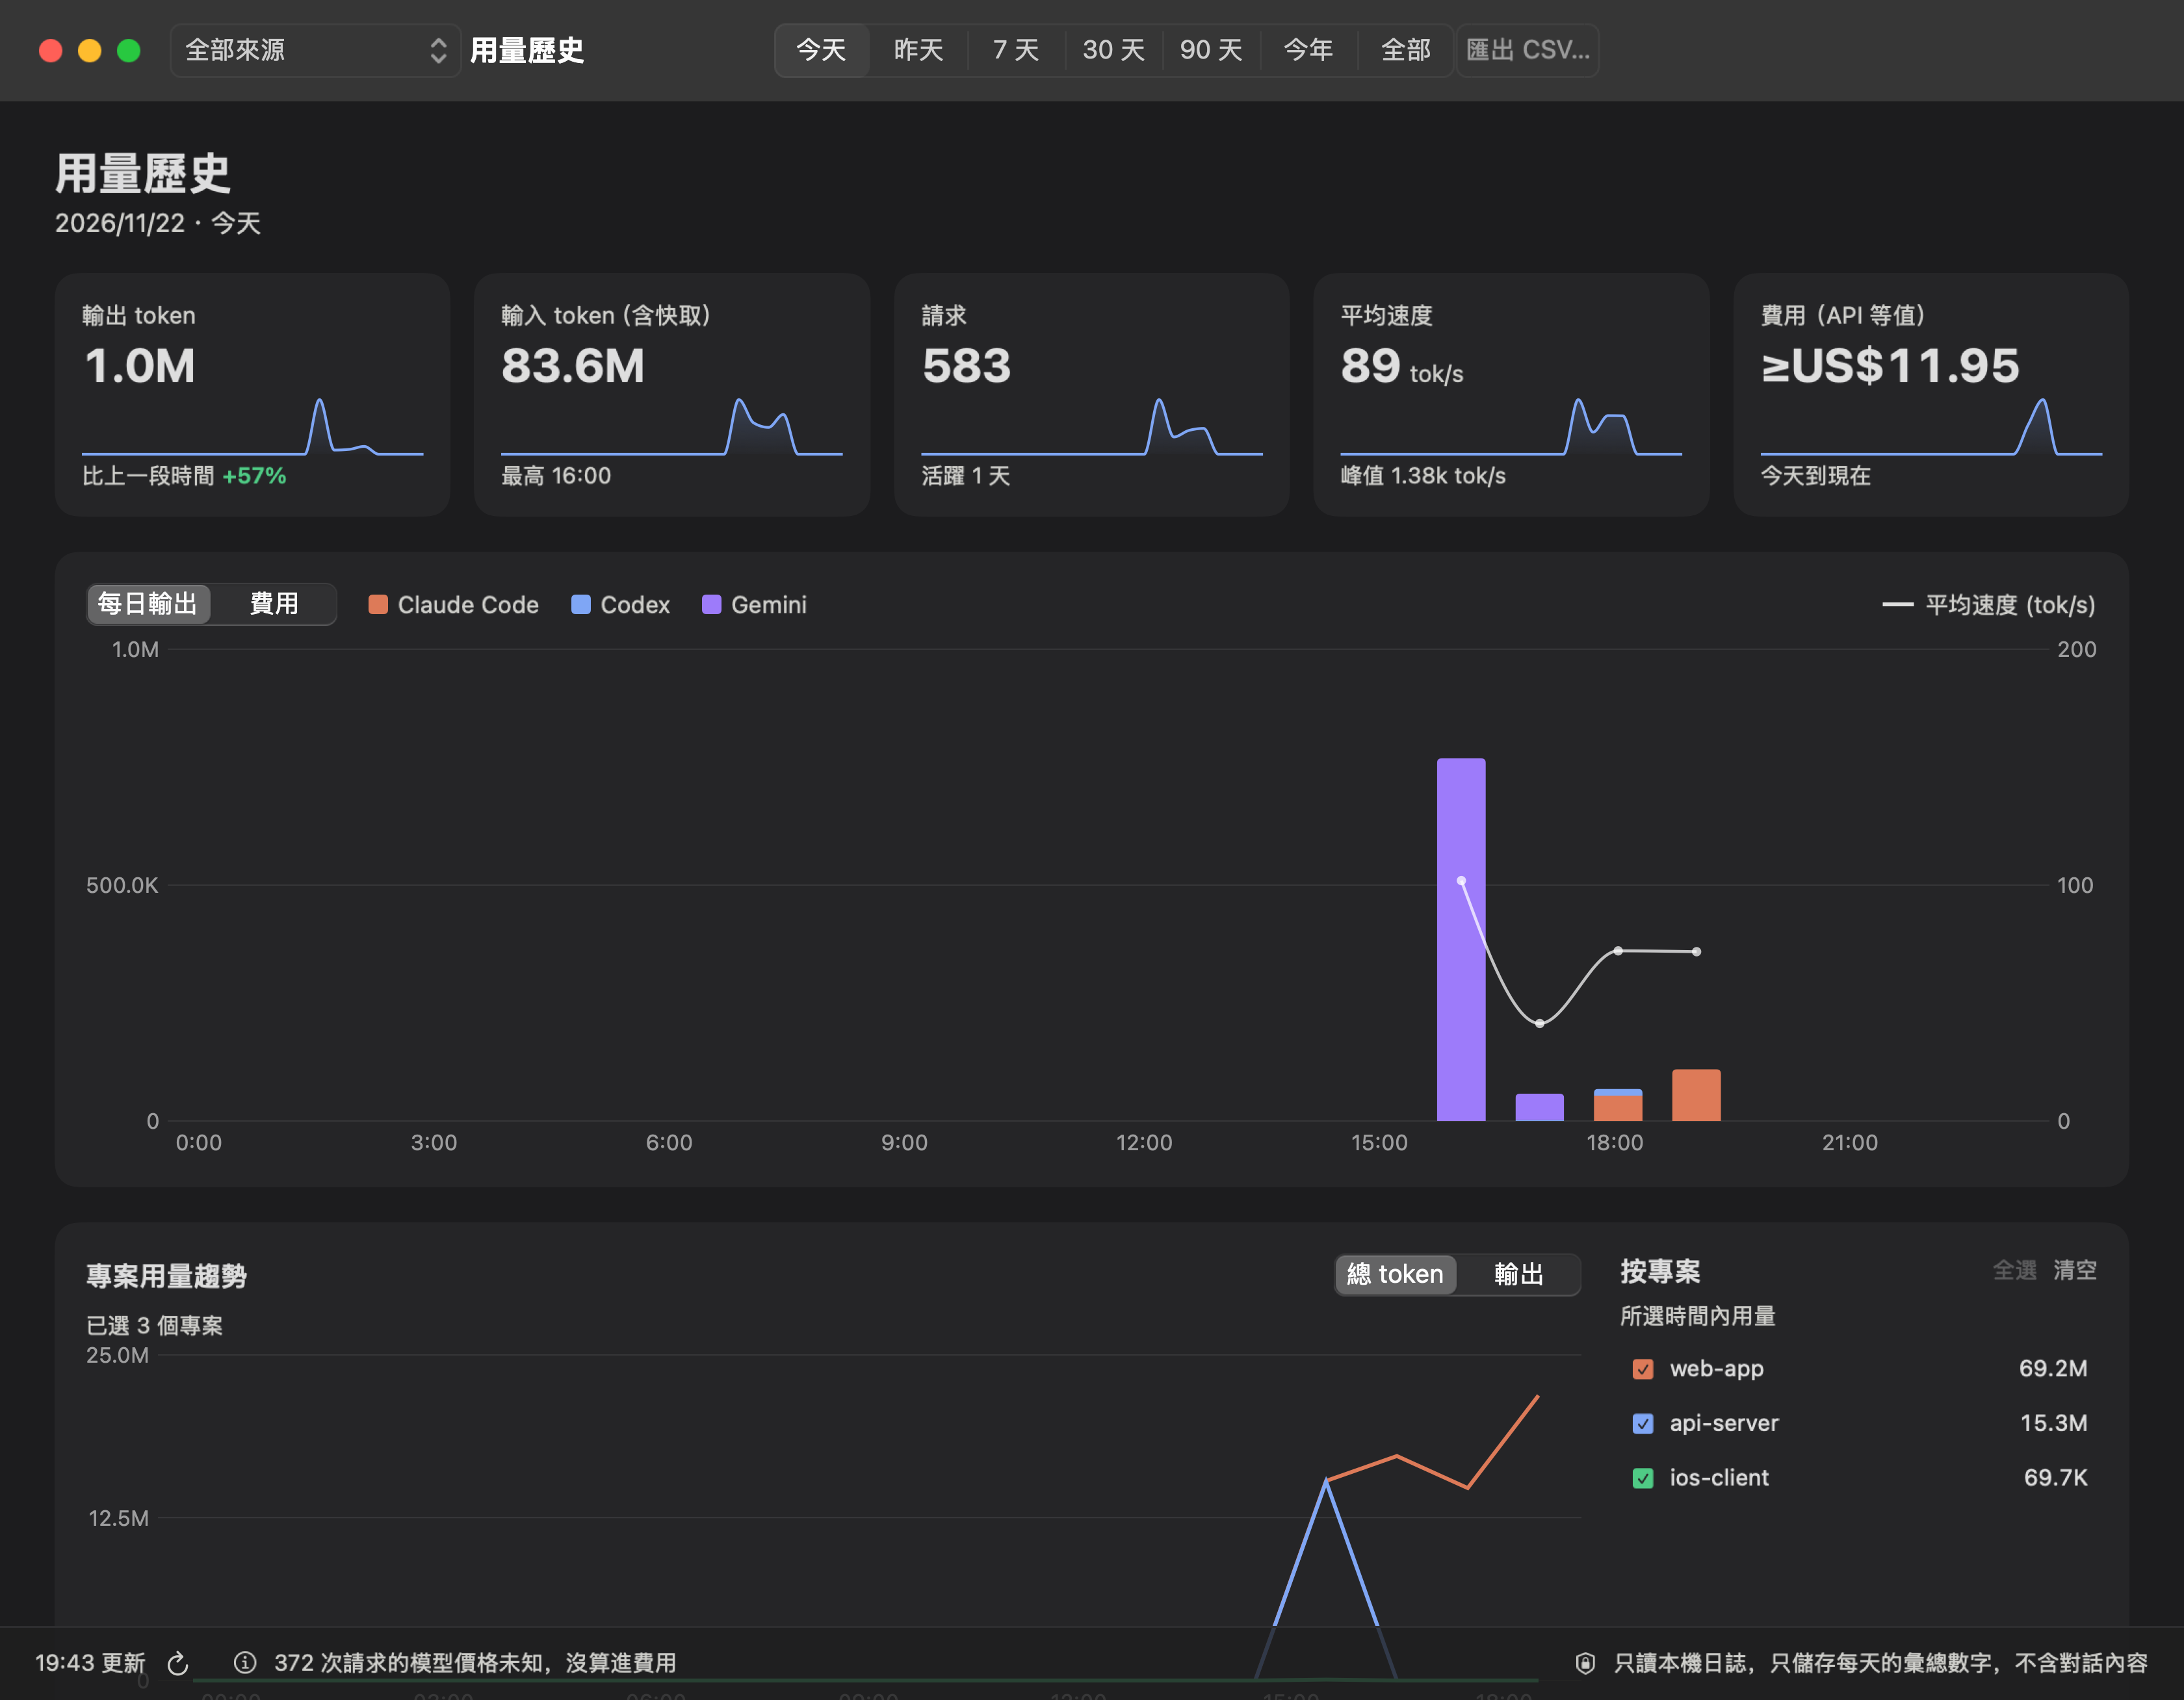 全部來源
用量歷史
今天
昨天
7 天
30 天
90 天
今年
全部
匯出 CSV...
用量歷史
2026/11/22 · 今天
輸出 token
1.0M
比上一段時間 +57%
輸入 token (含快取)
83.6M
最高 16:00
請求
583
活躍 1 天
平均速度
89 tok/s
峰值 1.38k tok/s
費用 (API 等值)
≥US$11.95
今天到現在
每日輸出
費用
Claude Code
Codex
Gemini
平均速度 (tok/s)
1.0M
200
500.0K
100
0
0
0:00
3:00
6:00
9:00
12:00
15:00
18:00
21:00
專案用量趨勢
總 token
輸出
已選 3 個專案
25.0M
12.5M
0
按專案
全選
清空
所選時間內用量
web-app
69.2M
api-server
15.3M
ios-client
69.7K
19:43 更新
372 次請求的模型價格未知，沒算進費用
只讀本機日誌，只儲存每天的彙總數字，不含對話內容